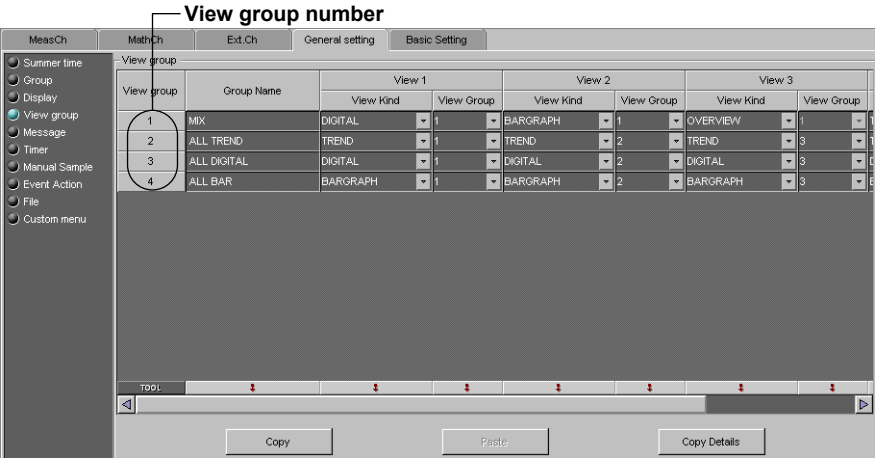 View group number
MeasCh MathCh Ext.Ch General setting Basic Setting
Summer time
Group
Display
View group
Message
Timer
Manual Sample
Event Action
File
Custom menu
View group
View group Group Name View 1 View 2 View 3
View Kind View Group View Kind View Group View Kind View Group
1 MIX DIGITAL 1 BARGRAPH 1 OVERVIEW 1
2 ALL TREND TREND 1 TREND 2 TREND 3
3 ALL DIGITAL DIGITAL 1 DIGITAL 2 DIGITAL 3
4 ALL BAR BARGRAPH 1 BARGRAPH 2 BARGRAPH 3
TOOL
Copy Paste Copy Details